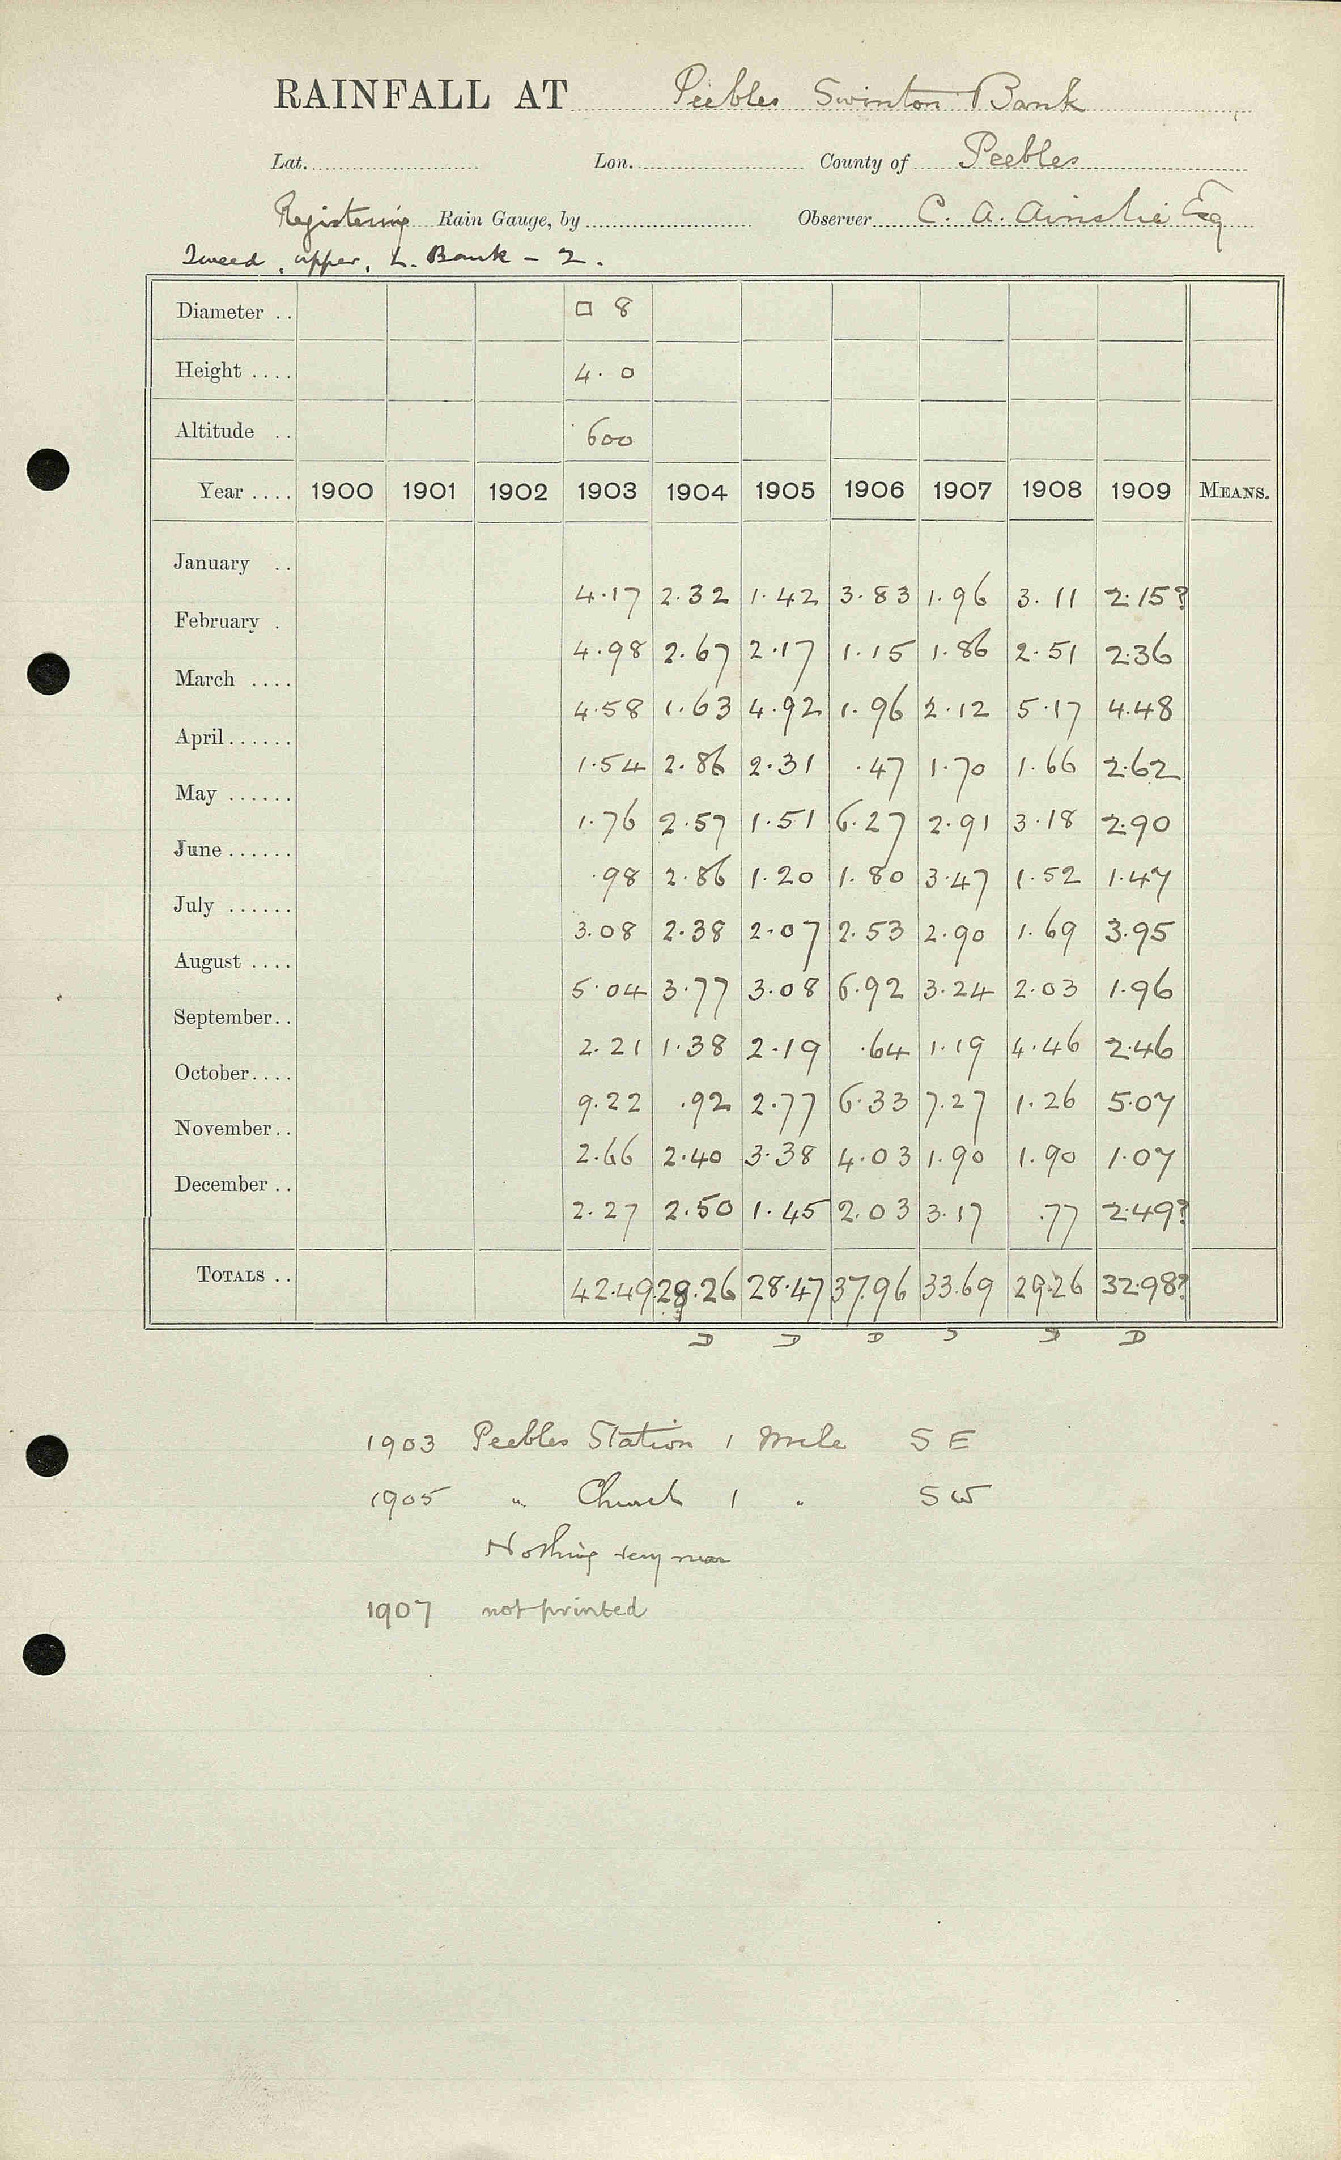 RAINFALL AT Peebles Swinton Bank
Lat. Lon. County of Peebles
Registering Rain Gauge, by Observer C. A. Ainslie Esq
Tweed, upper, L. Bank - 2.
Diameter .. □ 8
Height .... 4. 0
Altitude .. 600
Year .... 1900 1901 1902 1903 1904 1905 1906 1907 1908 1909 MEANS.
January .. 4.17 2.32 1.42 3.83 1.96 3.11 2.15?
February . 4.98 2.67 2.17 1.15 1.86 2.51 2.36
March .... 4.58 1.63 4.92 1.96 2.12 5.17 4.48
April...... 1.54 2.86 2.31 .47 1.70 1.66 2.62
May ...... 1.76 2.57 1.51 6.27 2.91 3.18 2.90
June ...... .98 2.86 1.20 1.80 3.47 1.52 1.47
July ...... 3.08 2.38 2.07 2.53 2.90 1.69 3.95
August .... 5.04 3.77 3.08 6.92 3.24 2.03 1.96
September.. 2.21 1.38 2.19 .64 1.19 4.46 2.46
October.... 9.22 .92 2.77 6.33 7.27 1.26 5.07
November.. 2.66 2.40 3.38 4.03 1.90 1.90 1.07
December .. 2.27 2.50 1.45 2.03 3.17 .77 2.49?
TOTALS .. 42.49 28.26 28.47 37.96 33.69 29.26 32.98?
D D D D D
1903 Peebles Station 1 Mile S E
1905 " Church 1 " S W
Nothing very near
1907 not printed